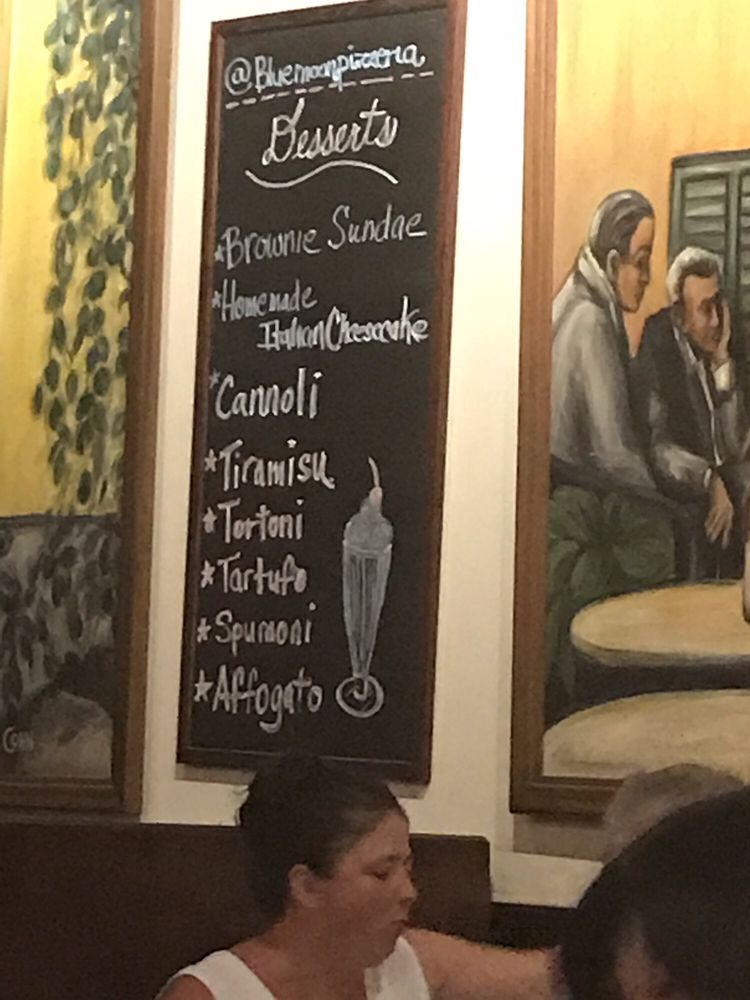 @Bluemoonpizzeria
Desserts
*Brownie Sundae
*Homemade
Italian Cheesecake
*Cannoli
*Tiramisu
*Tortoni
*Tartufo
*Spumoni
*Affogato